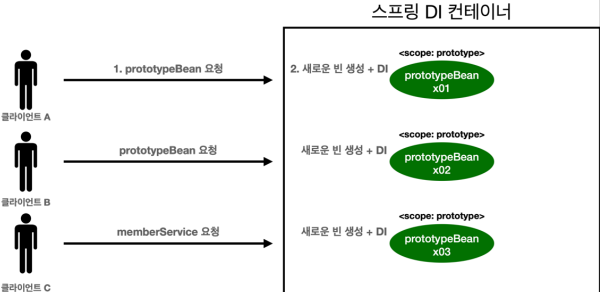 스프링 DI 컨테이너
<scope: prototype>
1. prototypeBean 요청
2. 새로운 빈 생성 + DI
prototypeBean
x01
클라이언트 A
<scope: prototype>
prototypeBean 요청
새로운 빈 생성 + DI
prototypeBean
x02
클라이언트 B
<scope: prototype>
memberService 요청
새로운 빈 생성 + DI
prototypeBean
x03
클라이언트 C